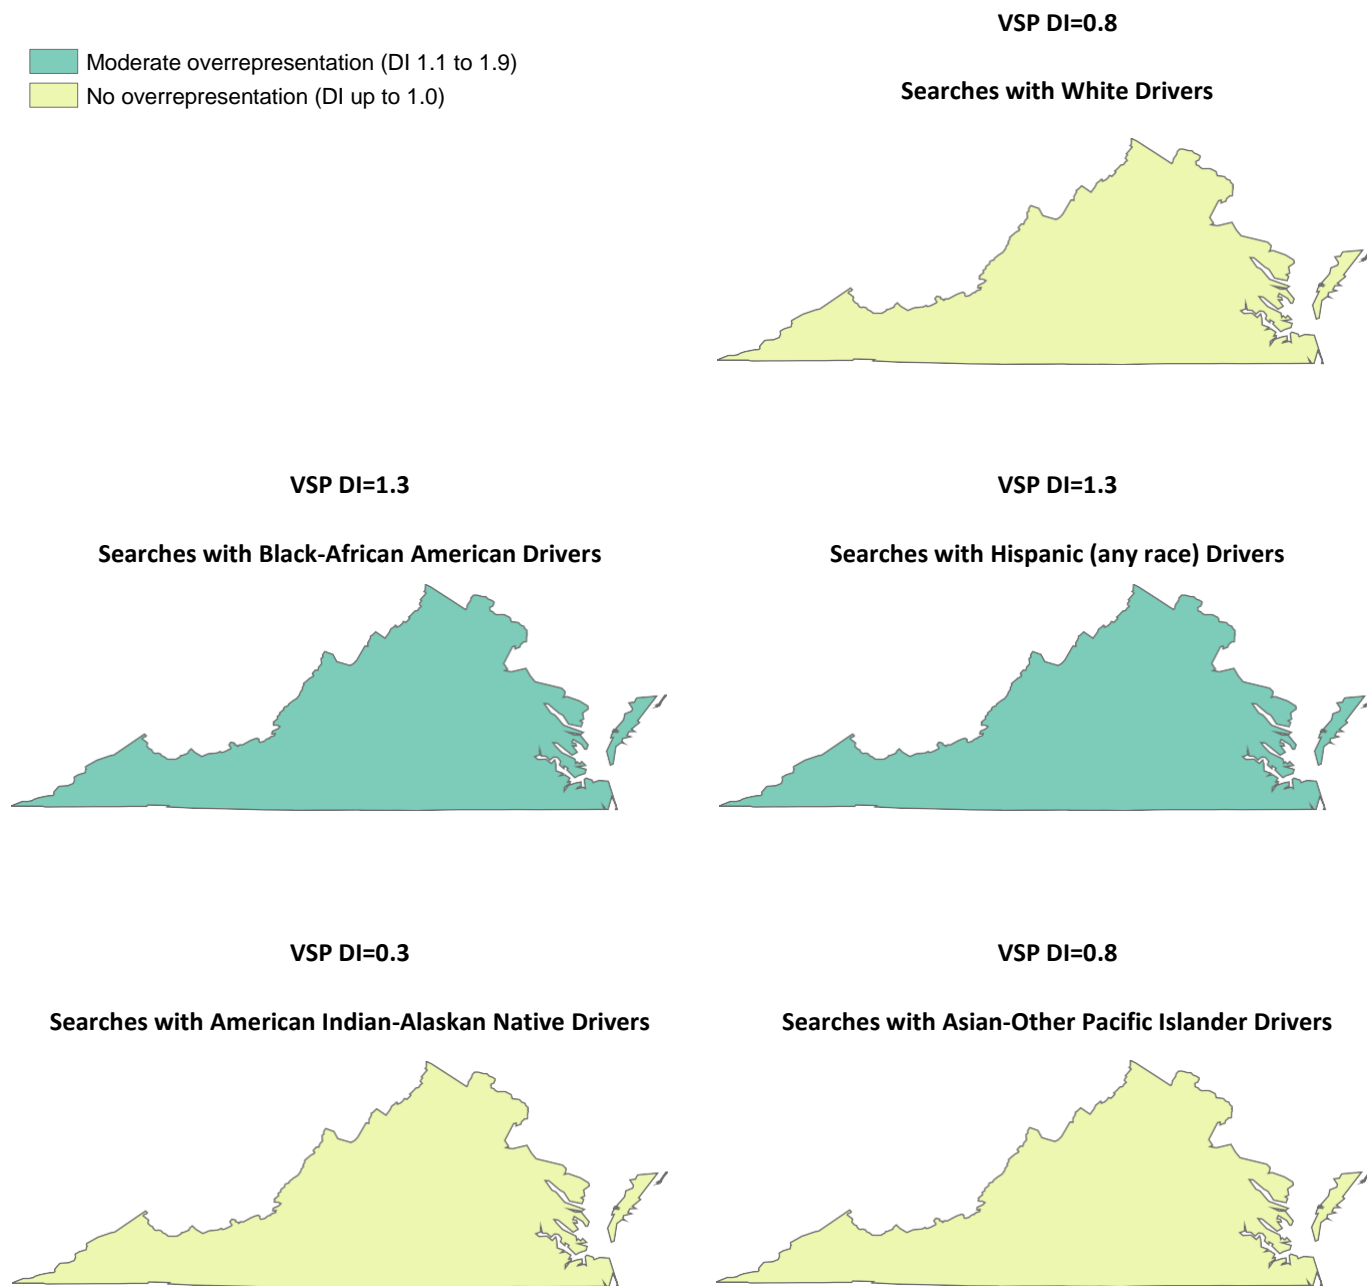 VSP DI=0.8
Moderate overrepresentation (DI 1.1 to 1.9)
No overrepresentation (DI up to 1.0)
Searches with White Drivers
VSP DI=1.3
VSP DI=1.3
Searches with Black-African American Drivers
Searches with Hispanic (any race) Drivers
VSP DI=0.3
VSP DI=0.8
Searches with American Indian-Alaskan Native Drivers
Searches with Asian-Other Pacific Islander Drivers